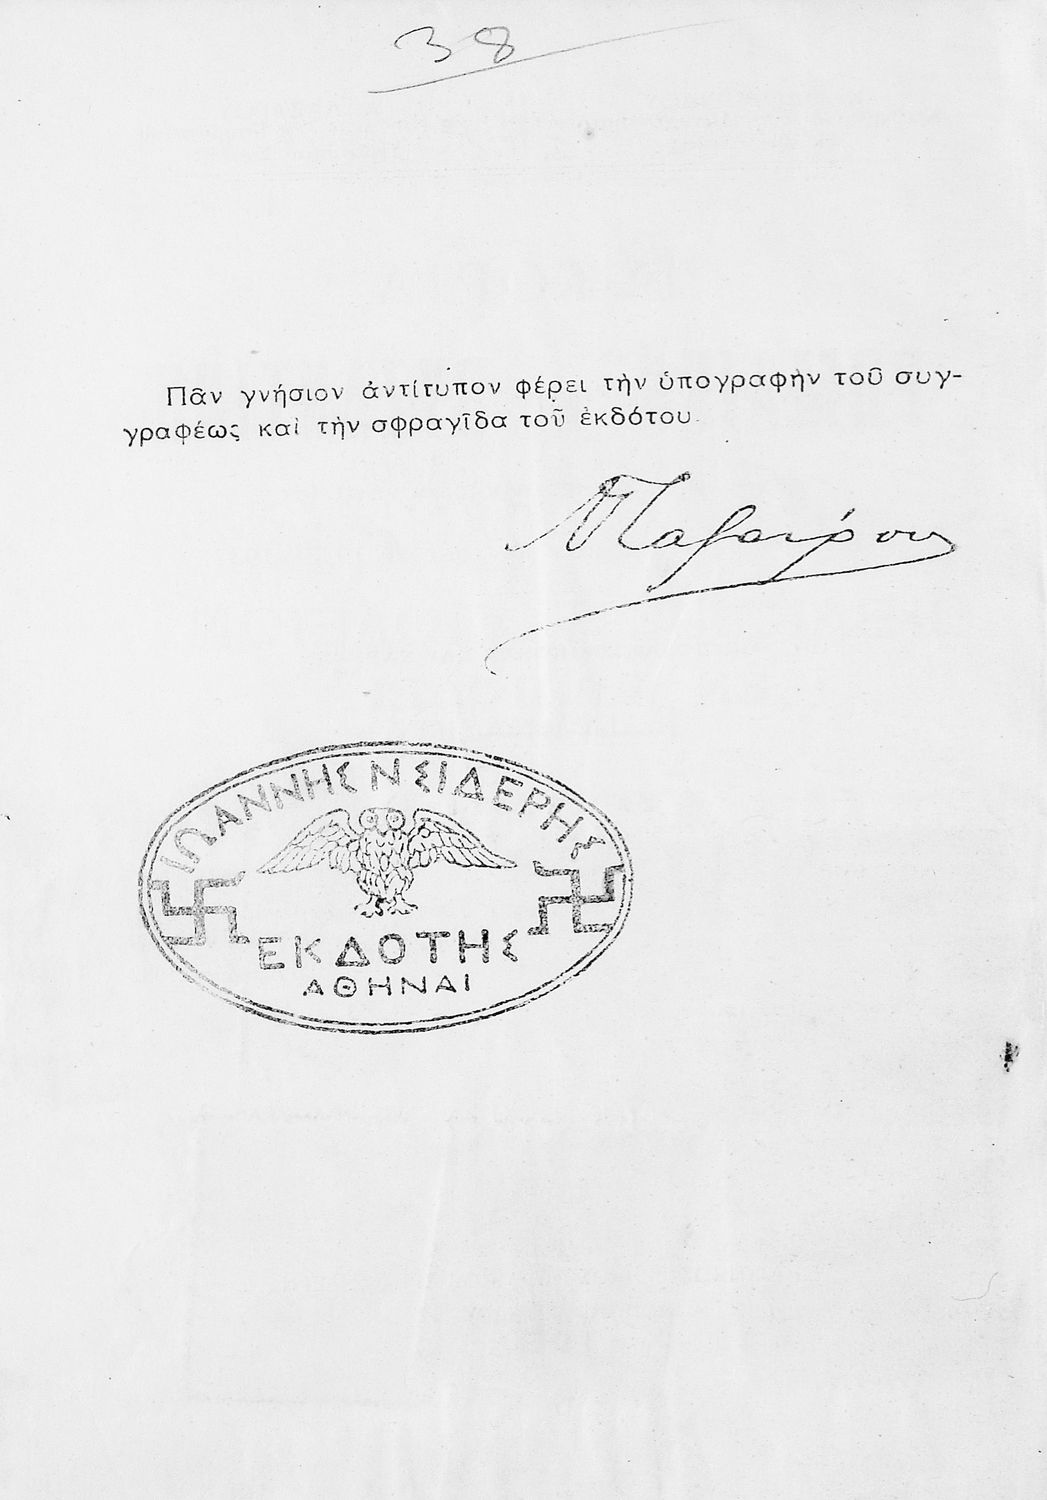 38
Πᾶν γνήσιον ἀντίτυπον φέρει τὴν ὑπογραφὴν τοῦ συγ-
γραφέως καὶ τὴν σφραγῖδα τοῦ ἐκδότου.
ΙΩΑΝΝΗΣ Ν ΣΙΔΕΡΗΣ
ΕΚΔΟΤΗΣ
ΑΘΗΝΑΙ